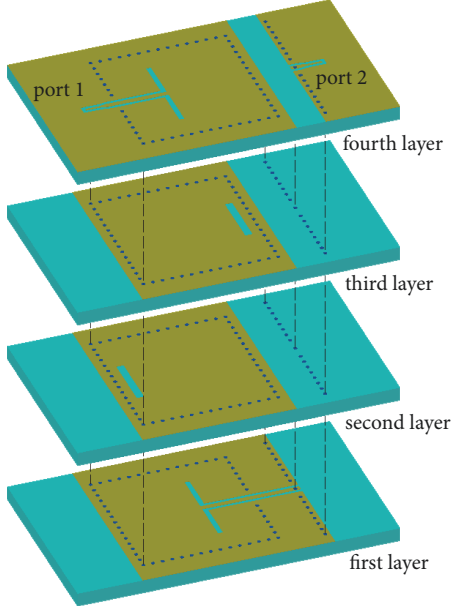 port 1
port 2
fourth layer
third layer
second layer
first layer